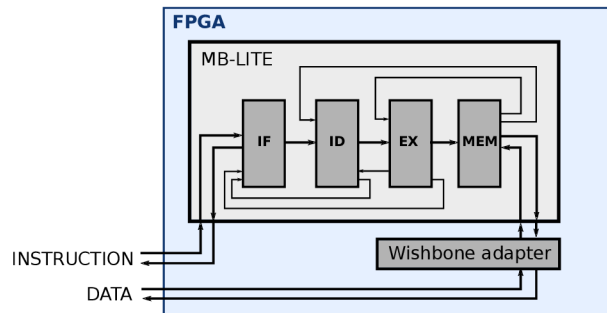 FPGA
MB-LITE
IF ID EX MEM
INSTRUCTION
Wishbone adapter
DATA